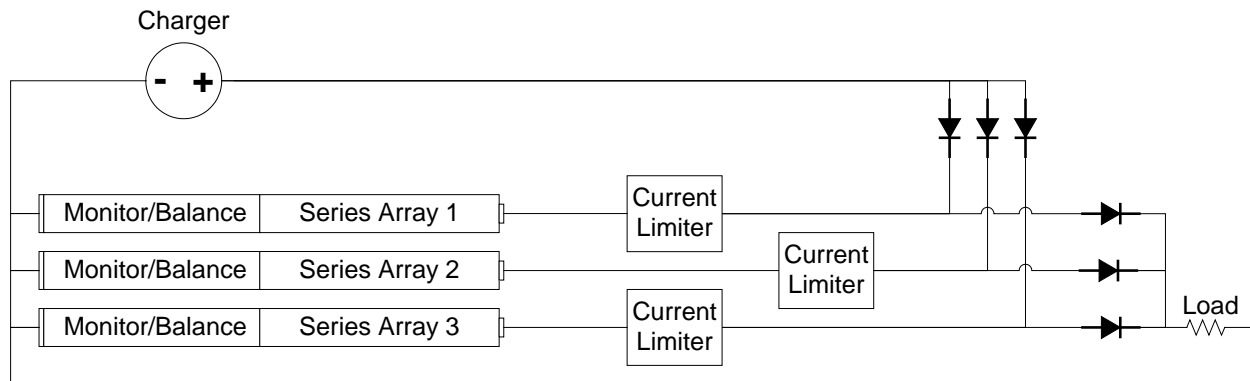 Charger
- +
Monitor/Balance Series Array 1
Current
Limiter
Monitor/Balance Series Array 2
Current
Limiter
Monitor/Balance Series Array 3
Current
Limiter
Load